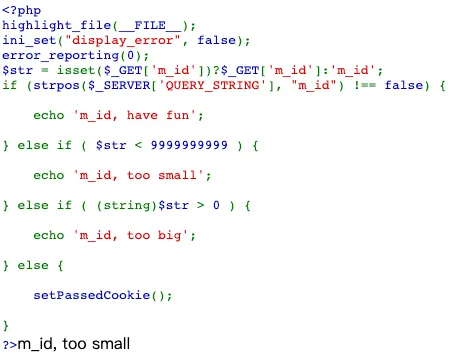 <?php
highlight_file(__FILE__);
ini_set("display_error", false);
error_reporting(0);
$str = isset($_GET['m_id'])?$_GET['m_id']:'m_id';
if (strpos($_SERVER['QUERY_STRING'], "m_id") !== false) {
echo 'm_id, have fun';
} else if ( $str < 9999999999 ) {
echo 'm_id, too small';
} else if ( (string)$str > 0 ) {
echo 'm_id, too big';
} else {
setPassedCookie();
}
?>m_id, too small